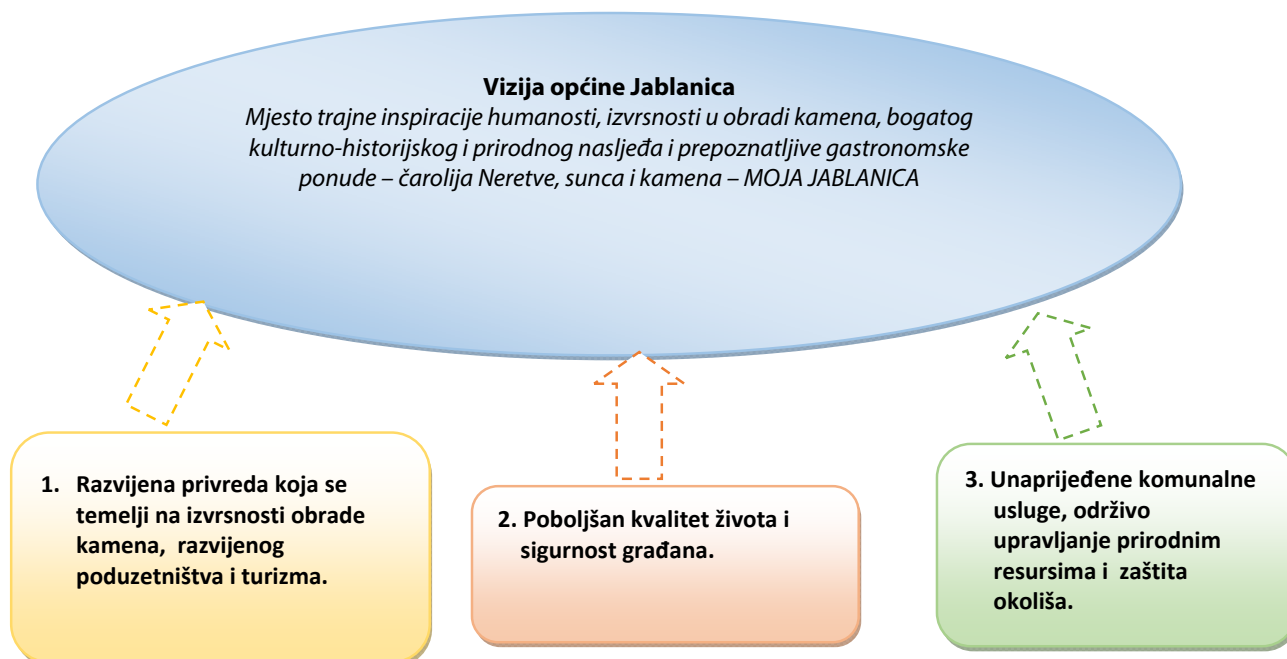 Vizija općine Jablanica
Mjesto trajne inspiracije humanosti, izvrsnosti u obradi kamena, bogatog
kulturno-historijskog i prirodnog nasljeđa i prepoznatljive gastronomske
ponude – čarolija Neretve, sunca i kamena – MOJA JABLANICA
1. Razvijena privreda koja se
temelji na izvrsnosti obrade
kamena, razvijenog
poduzetništva i turizma.
2. Poboljšan kvalitet života i
sigurnost građana.
3. Unaprijeđene komunalne
usluge, održivo
upravljanje prirodnim
resursima i zaštita
okoliša.